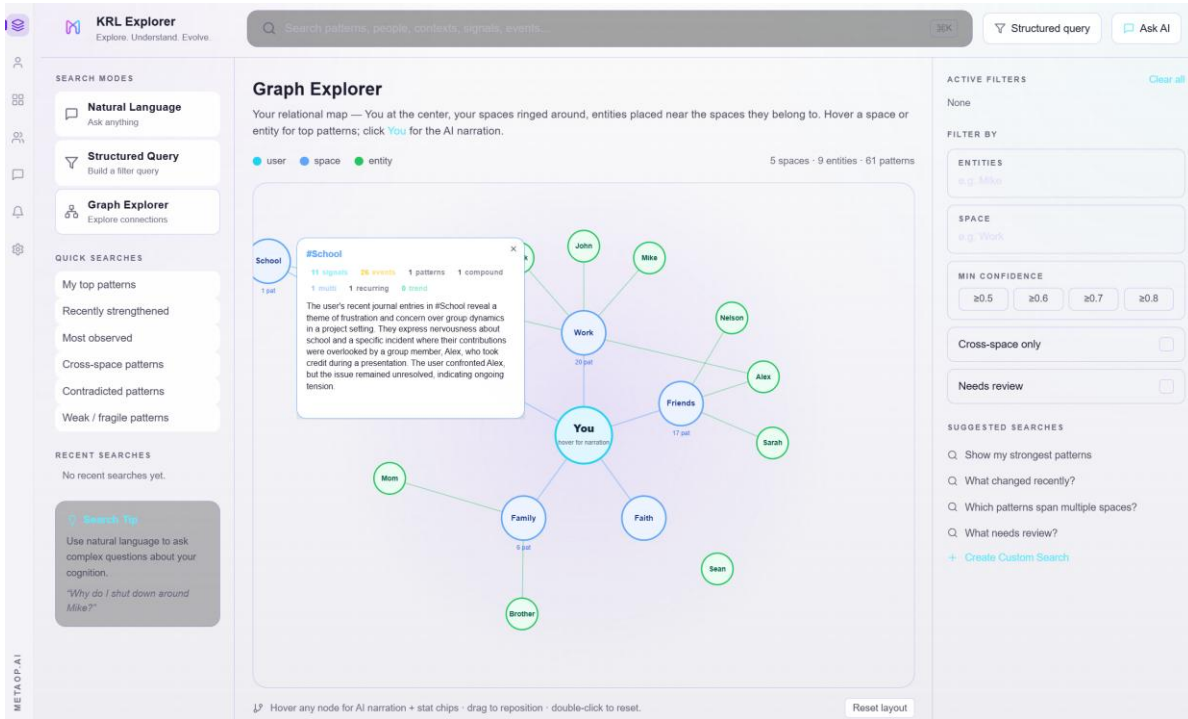 KRL Explorer
Explore. Understand. Evolve.
Search patterns, people, contexts, signals, events...
⌘K
Structured query
Ask AI
SEARCH MODES
Natural Language
Ask anything
Structured Query
Build a filter query
Graph Explorer
Explore connections
QUICK SEARCHES
My top patterns
Recently strengthened
Most observed
Cross-space patterns
Contradicted patterns
Weak / fragile patterns
RECENT SEARCHES
No recent searches yet.
Search Tip
Use natural language to ask
complex questions about your
cognition.
"Why do I shut down around
Mike?"
METAOP.AI
Graph Explorer
Your relational map — You at the center, your spaces ringed around, entities placed near the spaces they belong to. Hover a space or
entity for top patterns; click You for the AI narration.
user
space
entity
5 spaces · 9 entities · 61 patterns
School
1 pat
#School
×
11 signals 26 events 1 patterns 1 compound
1 multi 1 recurring 0 trend
The user's recent journal entries in #School reveal a
theme of frustration and concern over group dynamics
in a project setting. They express nervousness about
school and a specific incident where their contributions
were overlooked by a group member, Alex, who took
credit during a presentation. The user confronted Alex,
but the issue remained unresolved, indicating ongoing
tension.
k
John
Mike
Work
20 pat
Nelson
Alex
Friends
17 pat
Sarah
You
hover for narration
Mom
Family
6 pat
Faith
Sean
Brother
Hover any node for AI narration + stat chips · drag to reposition · double-click to reset.
Reset layout
ACTIVE FILTERS
Clear all
None
FILTER BY
ENTITIES
e.g. Mike
SPACE
e.g. Work
MIN CONFIDENCE
≥0.5
≥0.6
≥0.7
≥0.8
Cross-space only
Needs review
SUGGESTED SEARCHES
Show my strongest patterns
What changed recently?
Which patterns span multiple spaces?
What needs review?
+ Create Custom Search